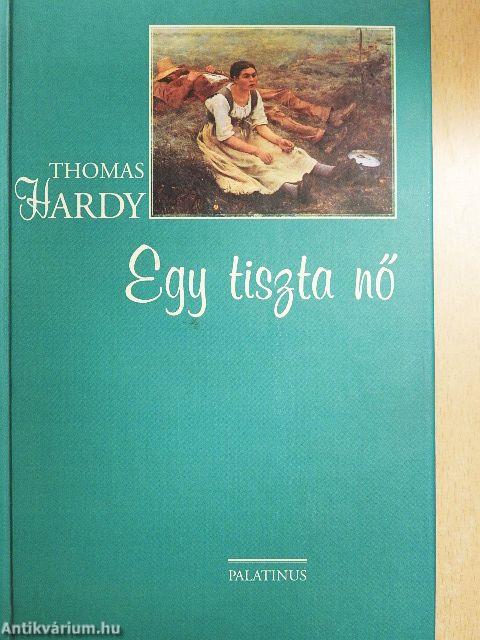 THOMAS
HARDY
Egy tiszta nő
PALATINUS
Antikvárium.hu